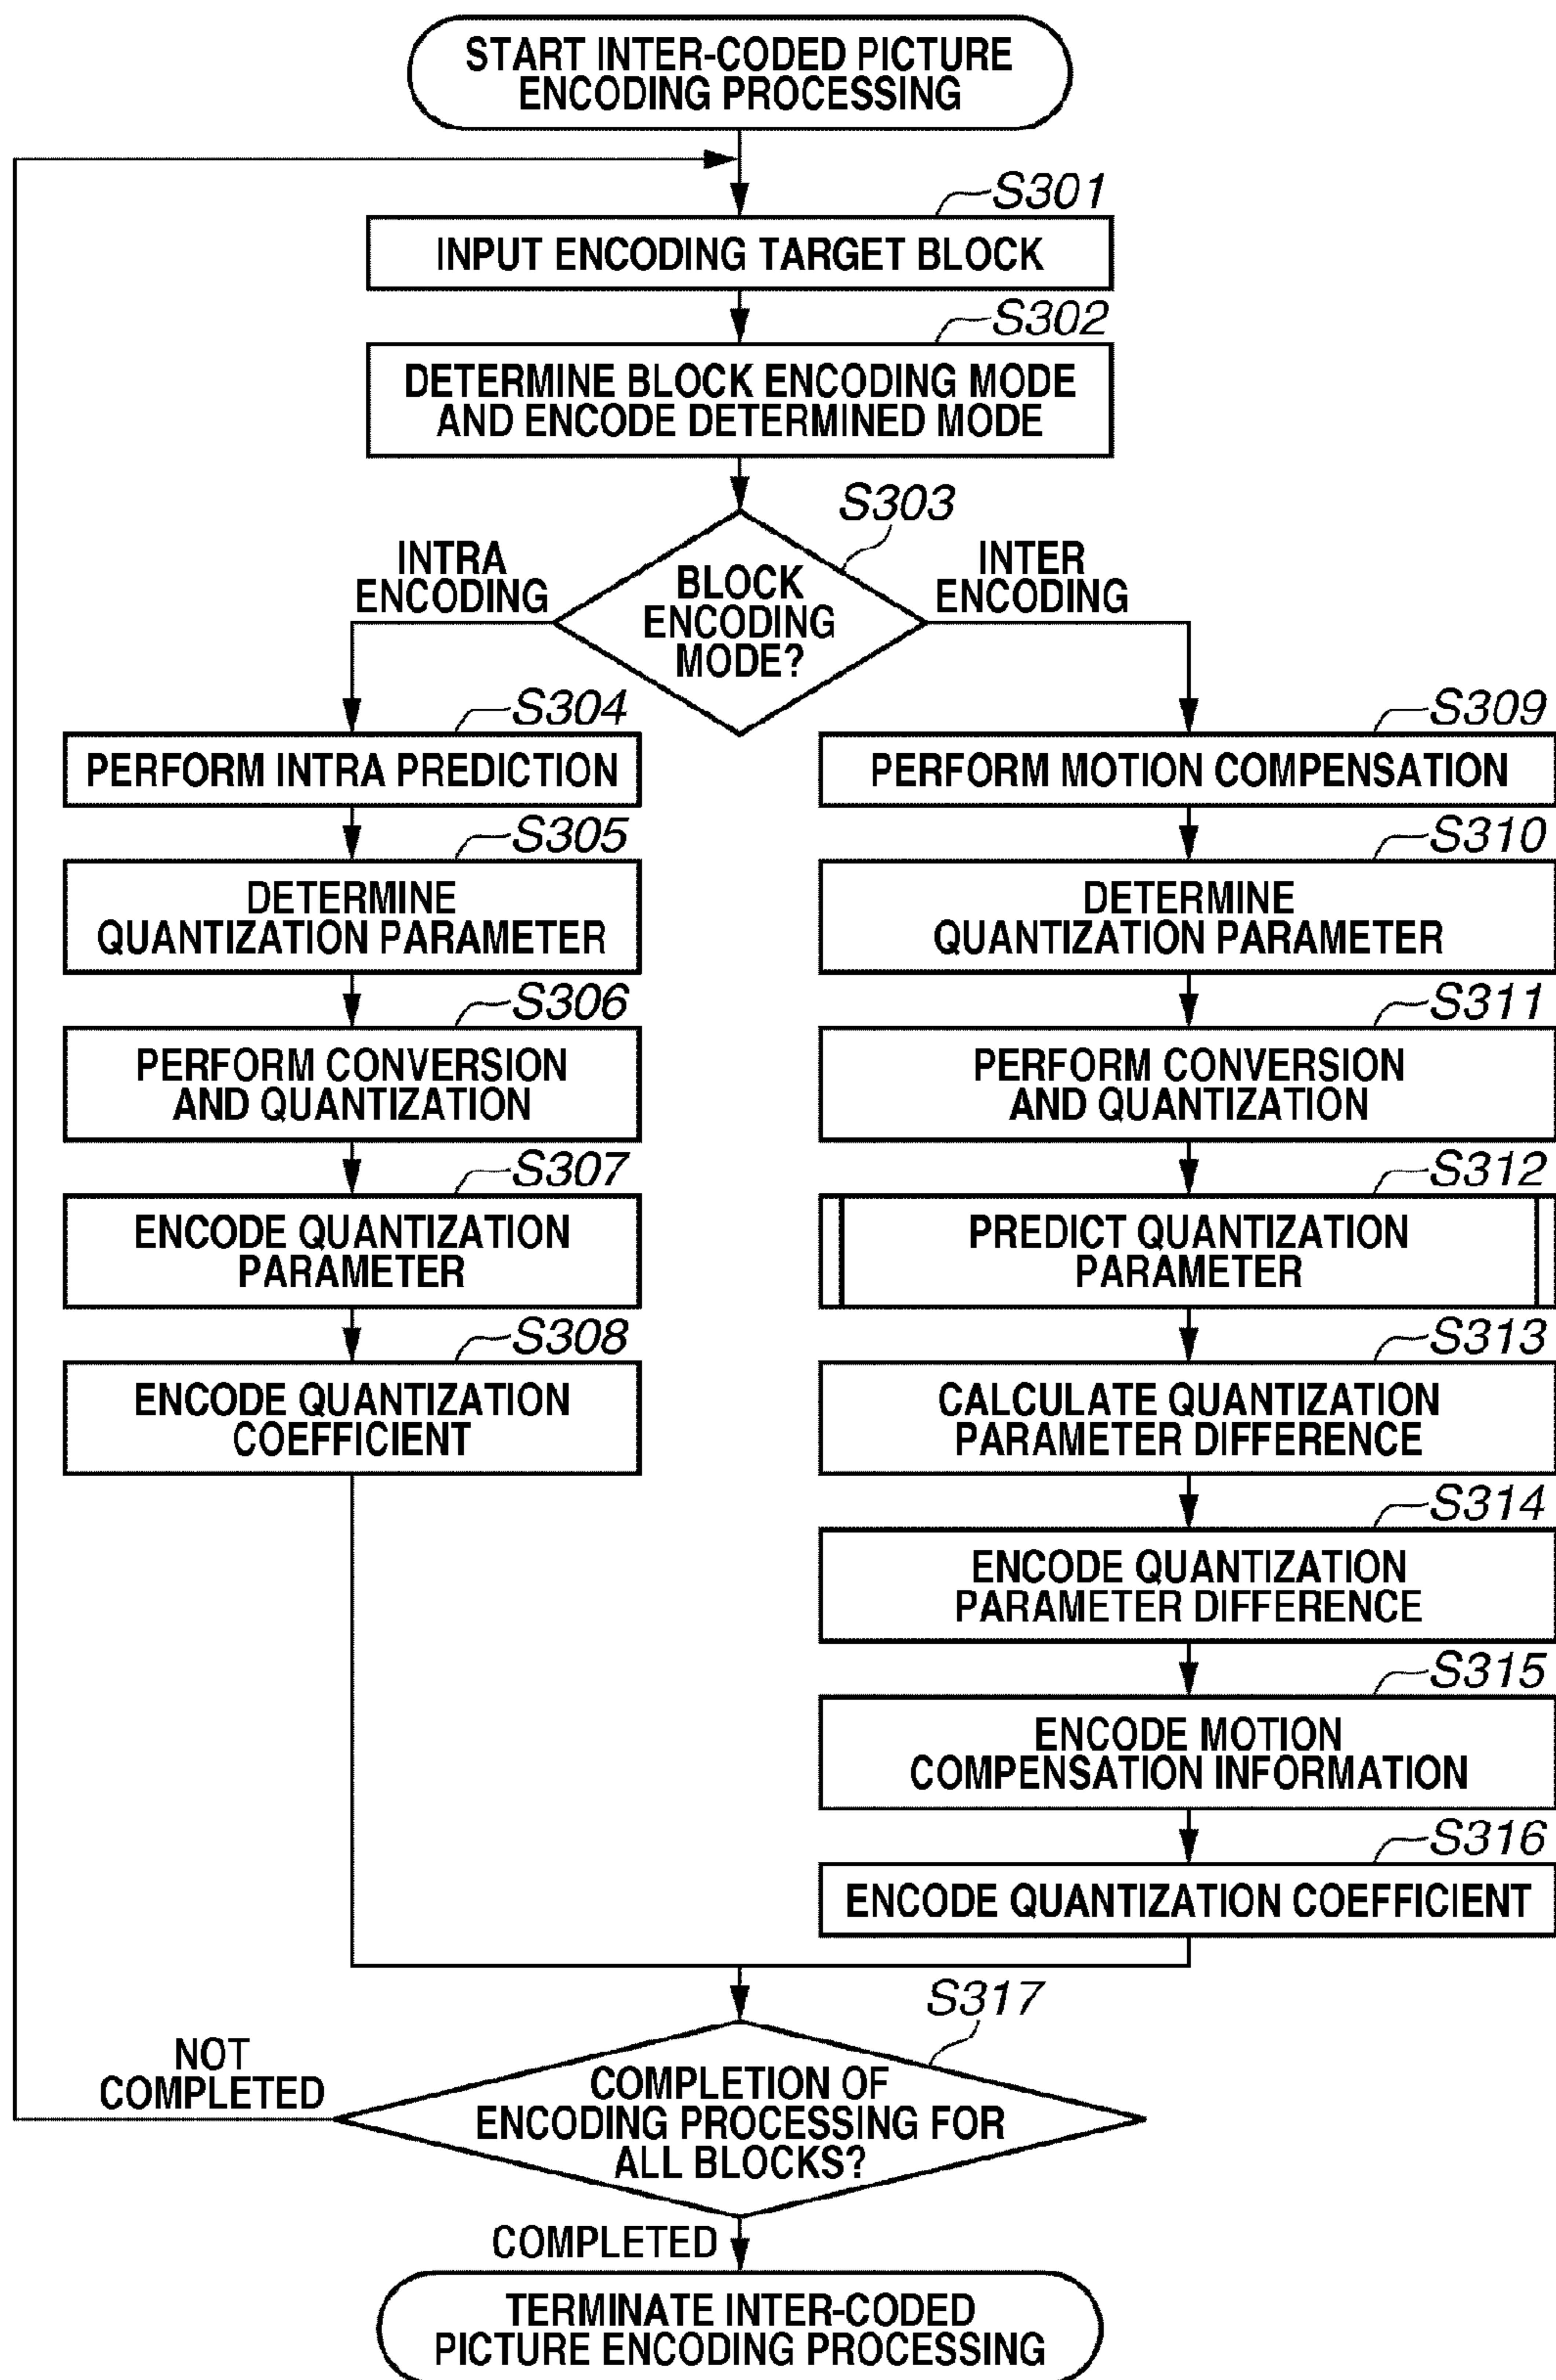 START INTER-CODED PICTURE
ENCODING PROCESSING
S301
INPUT ENCODING TARGET BLOCK
S302
DETERMINE BLOCK ENCODING MODE
AND ENCODE DETERMINED MODE
S303
BLOCK
ENCODING
MODE?
INTRA
ENCODING
INTER
ENCODING
S304
PERFORM INTRA PREDICTION
S305
DETERMINE
QUANTIZATION PARAMETER
S306
PERFORM CONVERSION
AND QUANTIZATION
S307
ENCODE QUANTIZATION
PARAMETER
S308
ENCODE QUANTIZATION
COEFFICIENT
S309
PERFORM MOTION COMPENSATION
S310
DETERMINE
QUANTIZATION PARAMETER
S311
PERFORM CONVERSION
AND QUANTIZATION
S312
PREDICT QUANTIZATION
PARAMETER
S313
CALCULATE QUANTIZATION
PARAMETER DIFFERENCE
S314
ENCODE QUANTIZATION
PARAMETER DIFFERENCE
S315
ENCODE MOTION
COMPENSATION INFORMATION
S316
ENCODE QUANTIZATION COEFFICIENT
S317
COMPLETION OF
ENCODING PROCESSING FOR
ALL BLOCKS?
NOT
COMPLETED
COMPLETED
TERMINATE INTER-CODED
PICTURE ENCODING PROCESSING